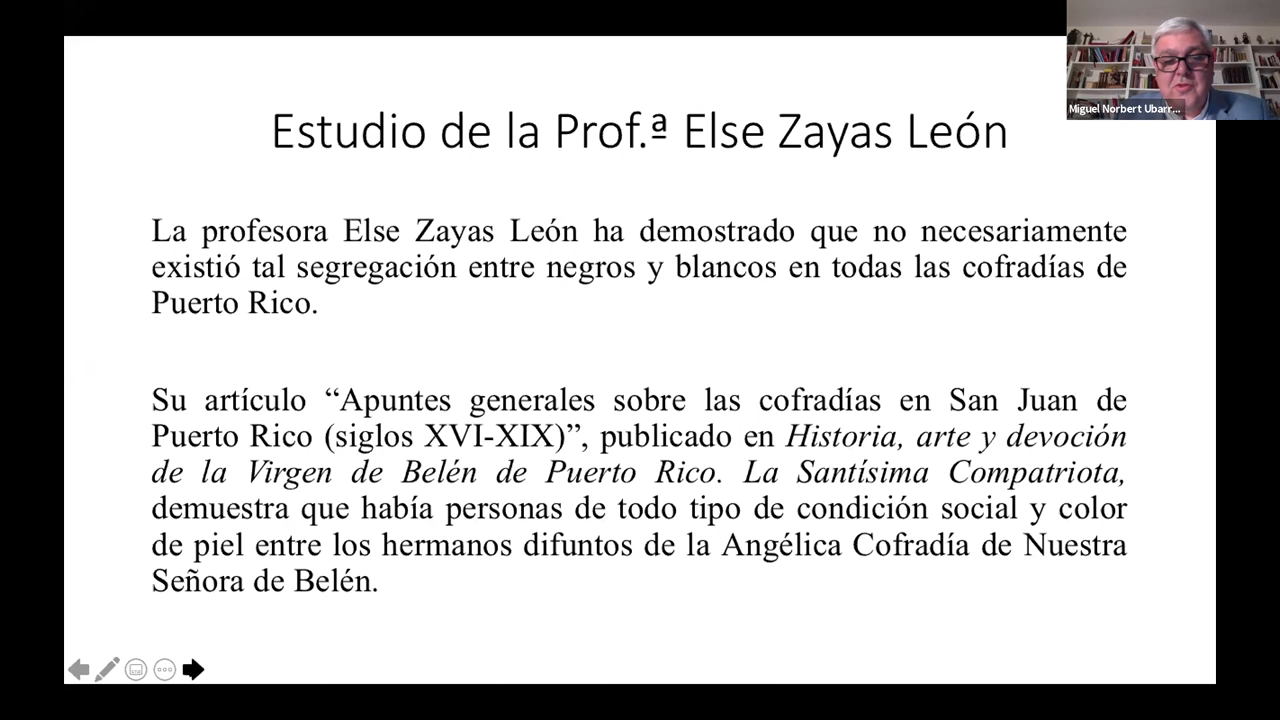 Miguel Norbert Ubarr...
Estudio de la Prof.ª Else Zayas León
La profesora Else Zayas León ha demostrado que no necesariamente
existió tal segregación entre negros y blancos en todas las cofradías de
Puerto Rico.
Su artículo “Apuntes generales sobre las cofradías en San Juan de
Puerto Rico (siglos XVI-XIX)”, publicado en Historia, arte y devoción
de la Virgen de Belén de Puerto Rico. La Santísima Compatriota,
demuestra que había personas de todo tipo de condición social y color
de piel entre los hermanos difuntos de la Angélica Cofradía de Nuestra
Señora de Belén.